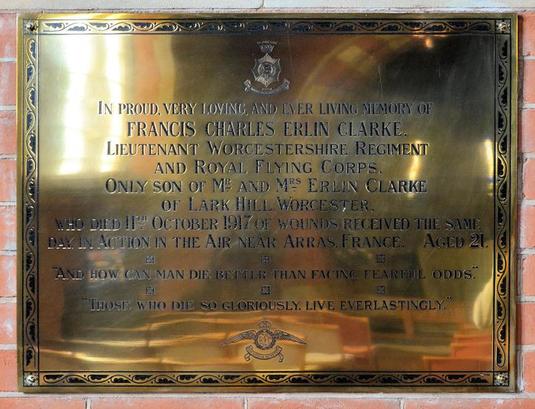 IN PROUD, VERY LOVING, AND EVER LIVING MEMORY OF
FRANCIS CHARLES ERLIN CLARKE.
LIEUTENANT WORCESTERSHIRE REGIMENT
AND ROYAL FLYING CORPS.
ONLY SON OF MR AND MRS ERLIN CLARKE
OF LARK HILL WORCESTER,
WHO DIED 11TH OCTOBER 1917 OF WOUNDS RECEIVED THE SAME
DAY, IN ACTION IN THE AIR NEAR ARRAS, FRANCE. AGED 21.
"AND HOW CAN MAN DIE BETTER THAN FACING FEARFUL ODDS."
"THOSE, WHO DIE SO GLORIOUSLY, LIVE EVERLASTINGLY."